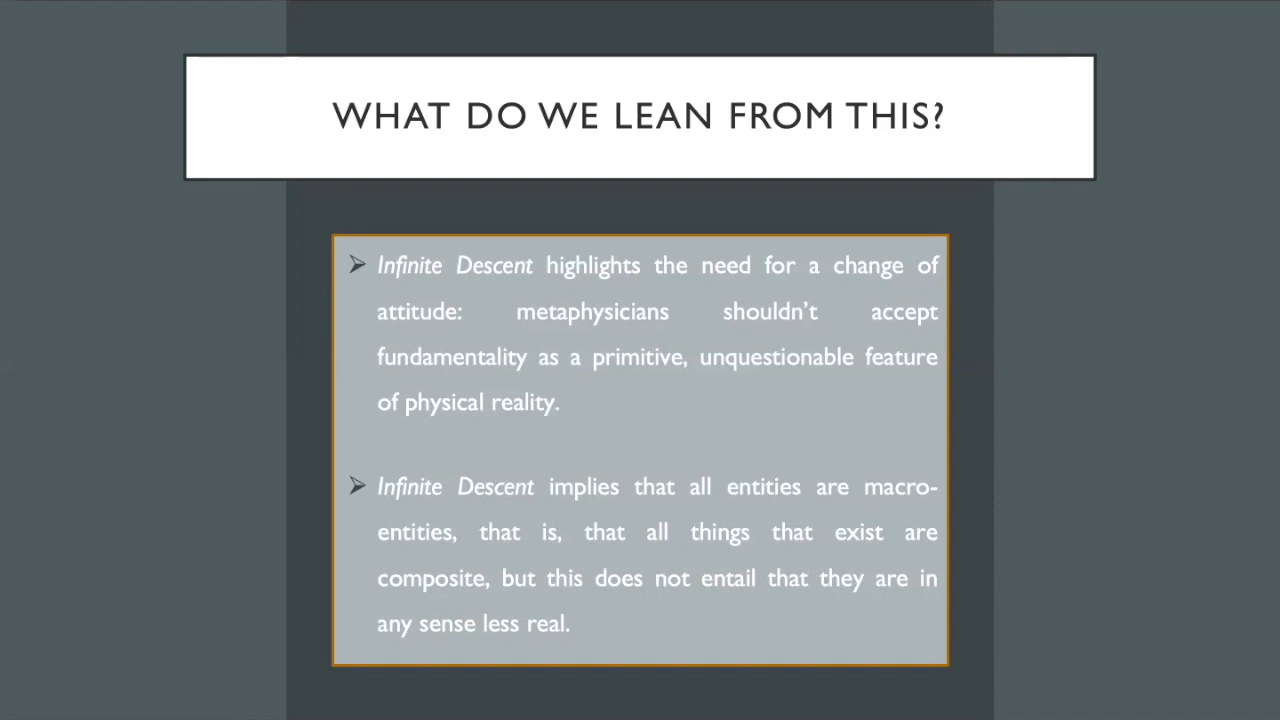 WHAT DO WE LEAN FROM THIS?
Infinite Descent highlights the need for a change of
attitude: metaphysicians shouldn't accept
fundamentality as a primitive, unquestionable feature
of physical reality.
Infinite Descent implies that all entities are macro-
entities, that is, that all things that exist are
composite, but this does not entail that they are in
any sense less real.